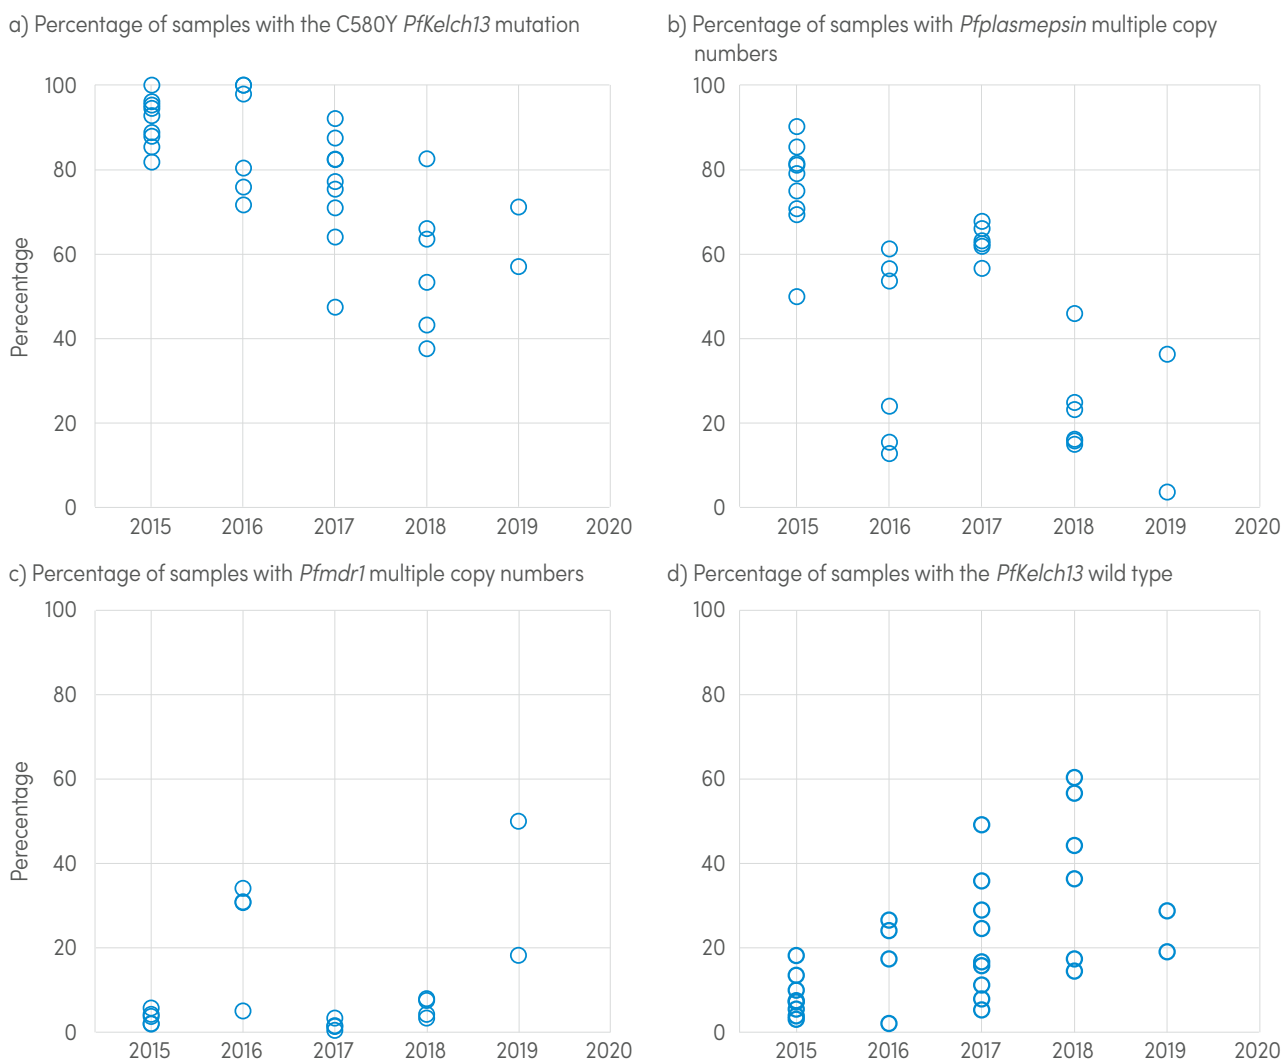 a) Percentage of samples with the C580Y PfKelch13 mutation
100
80
60
40
20
0
Perecentage
2015 2016 2017 2018 2019 2020
b) Percentage of samples with Pfplasmepsin multiple copy
numbers
100
80
60
40
20
0
2015 2016 2017 2018 2019 2020
c) Percentage of samples with Pfmdr1 multiple copy numbers
100
80
60
40
20
0
Perecentage
2015 2016 2017 2018 2019 2020
d) Percentage of samples with the PfKelch13 wild type
100
80
60
40
20
0
2015 2016 2017 2018 2019 2020